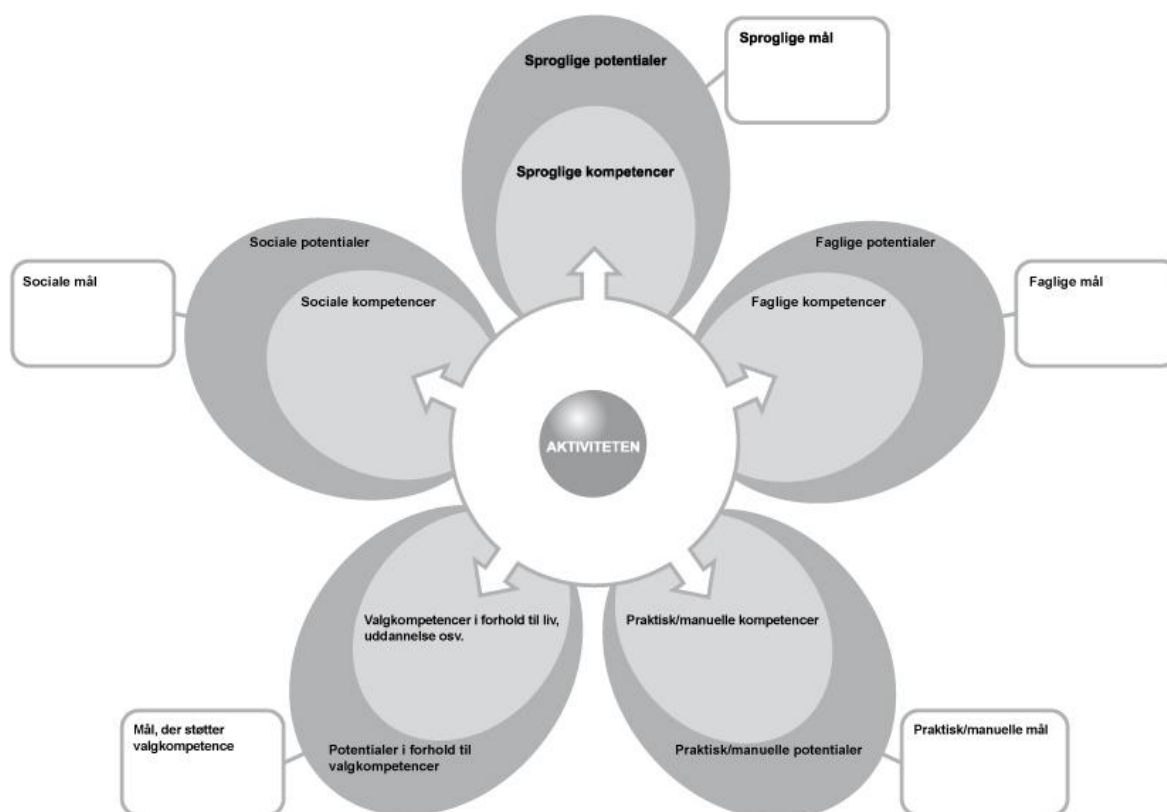 Sproglige mål
Sproglige potentialer
Sproglige kompetencer
Sociale potentialer
Sociale kompetencer
Sociale mål
Faglige potentialer
Faglige kompetencer
Faglige mål
AKTIVITETEN
Valgkompetencer i forhold til liv,
uddannelse osv.
Potentialer i forhold til
valgkompetencer
Mål, der støtter
valgkompetence
Praktisk/manuelle kompetencer
Praktisk/manuelle potentialer
Praktisk/manuelle mål